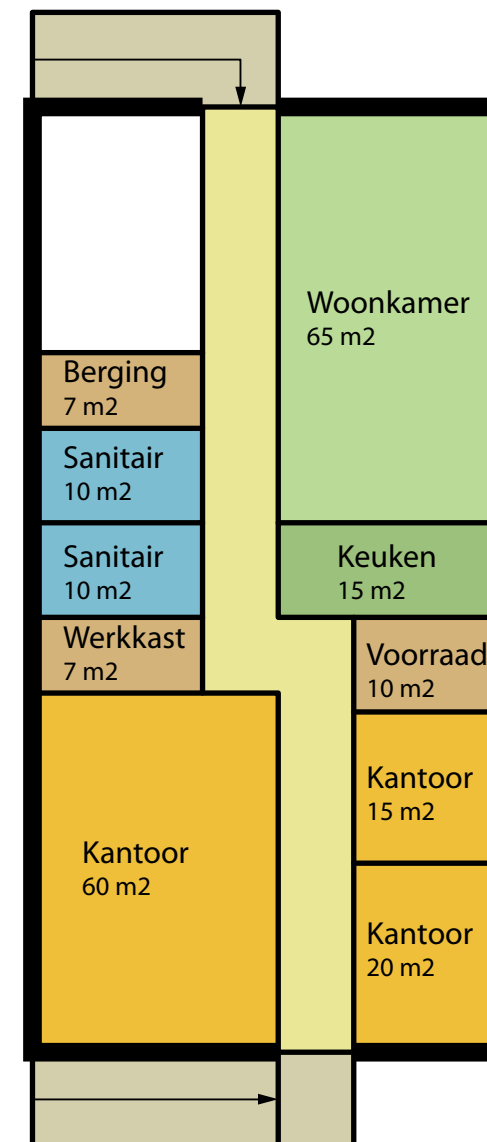 Woonkamer
65 m2
Berging
7 m2
Sanitair
10 m2
Sanitair
10 m2
Keuken
15 m2
Werkkast
7 m2
Voorraad
10 m2
Kantoor
15 m2
Kantoor
60 m2
Kantoor
20 m2